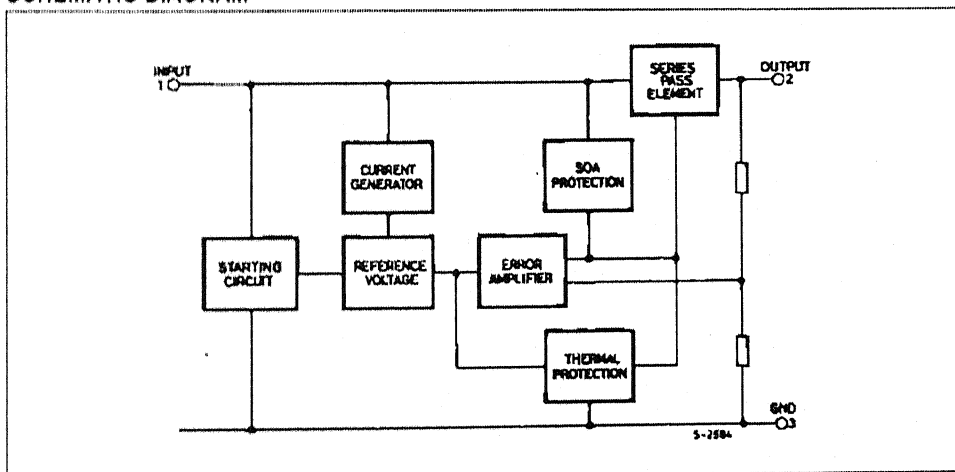 INPUT
1
SERIES
PASS
ELEMENT
OUTPUT
2
CURRENT
GENERATOR
SOA
PROTECTION
STARTING
CIRCUIT
REFERENCE
VOLTAGE
ERROR
AMPLIFIER
THERMAL
PROTECTION
GND
3
5-2584